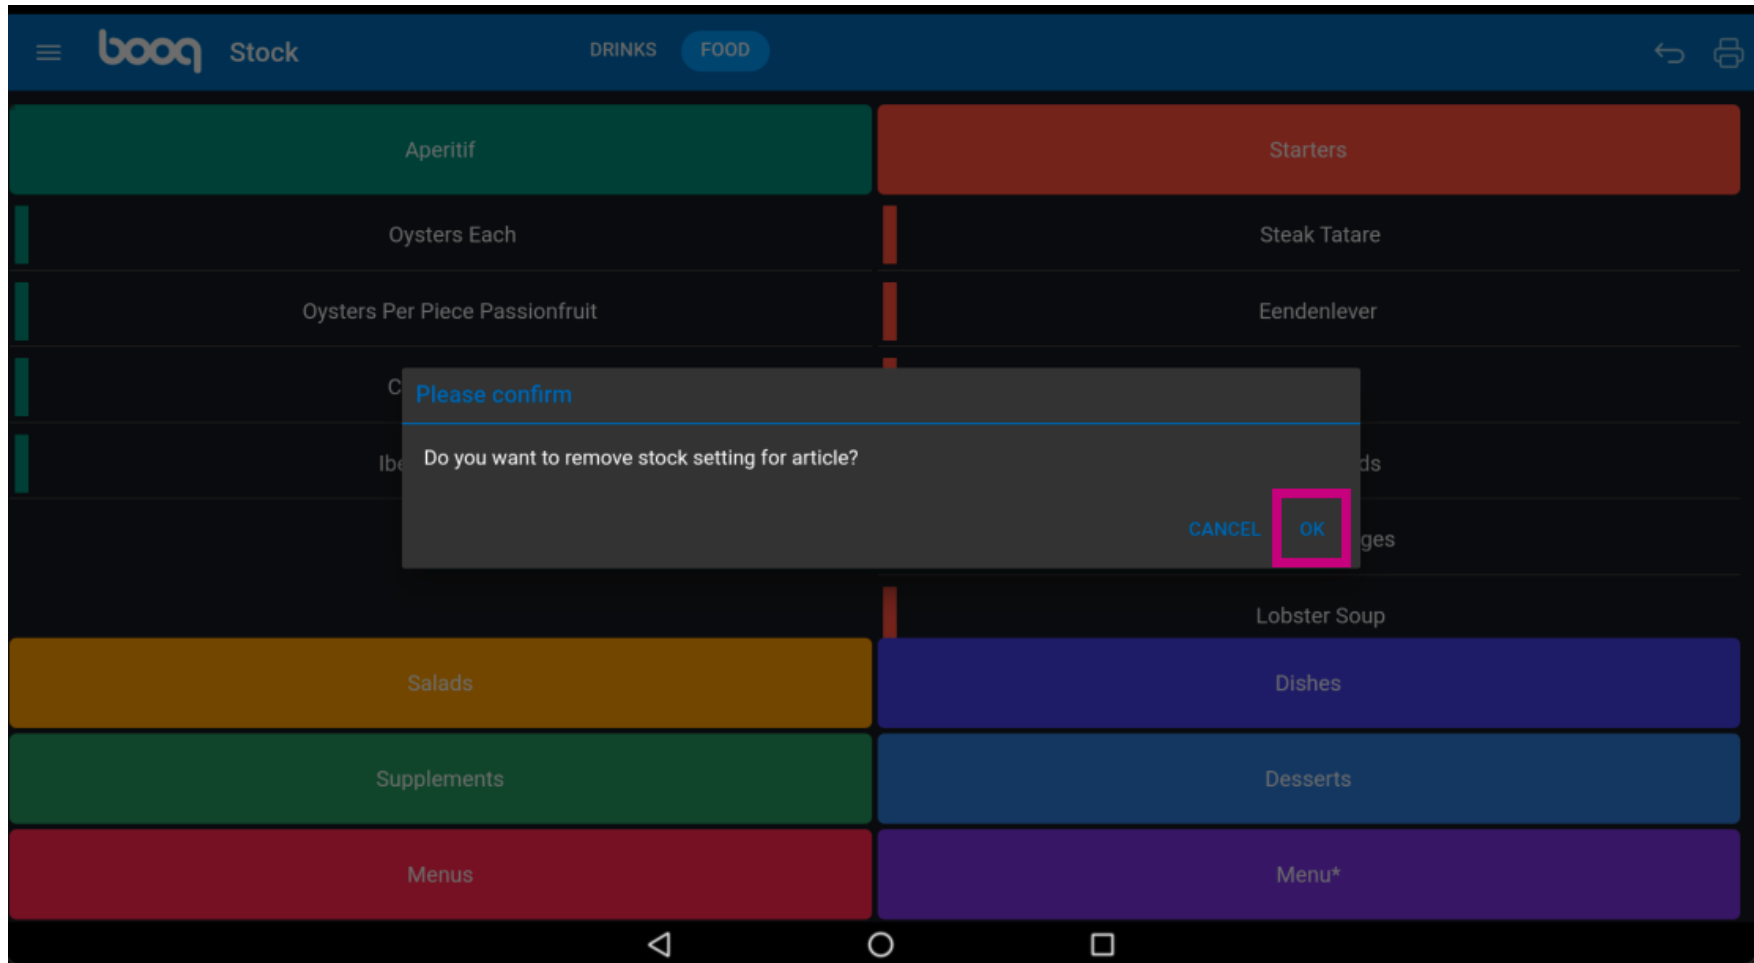 booq Stock DRINKS FOOD
Aperitif Starters
Oysters Each Steak Tatare
Oysters Per Piece Passionfruit Eendenlever
Please confirm
Do you want to remove stock setting for article?
CANCEL OK
Lobster Soup
Salads Dishes
Supplements Desserts
Menus Menu*